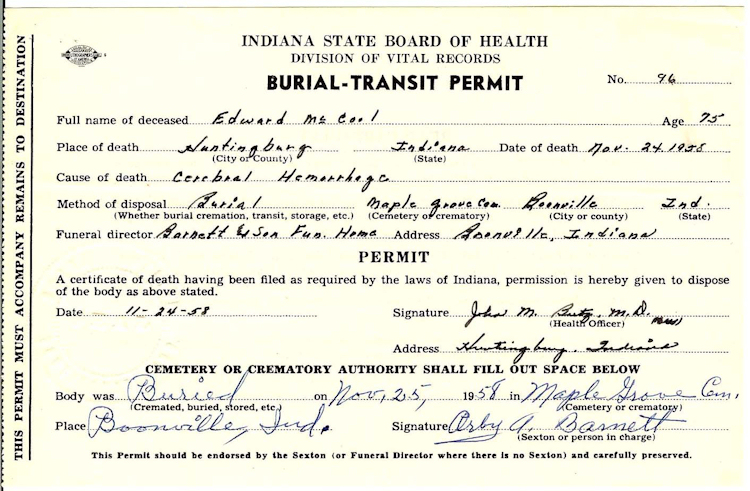 THIS PERMIT MUST ACCOMPANY REMAINS TO DESTINATION
INDIANA STATE BOARD OF HEALTH
DIVISION OF VITAL RECORDS
BURIAL-TRANSIT PERMIT
No. 96
Full name of deceased Edward McCool Age 75
Place of death Huntingburg Indiana Date of death Nov. 24 1958
(City or County) (State)
Cause of death Cerebral Hemorrhage
Method of disposal Burial Maple Grove Cem. Boonville Ind.
(Whether burial cremation, transit, storage, etc.) (Cemetery or crematory) (City or county) (State)
Funeral director Barnett & Son Fun. Home Address Boonville, Indiana
PERMIT
A certificate of death having been filed as required by the laws of Indiana, permission is hereby given to dispose
of the body as above stated.
Date 11-24-58 Signature John M. M.D.
(Health Officer)
Address Huntingburg, Indiana
CEMETERY OR CREMATORY AUTHORITY SHALL FILL OUT SPACE BELOW
Body was Buried on Nov, 25, 1958 in Maple Grove Cem.
(Cremated, buried, stored, etc.) (Cemetery or crematory)
Place Boonville, Ind. Signature Orby A. Barnett
(Sexton or person in charge)
This Permit should be endorsed by the Sexton (or Funeral Director where there is no Sexton) and carefully preserved.